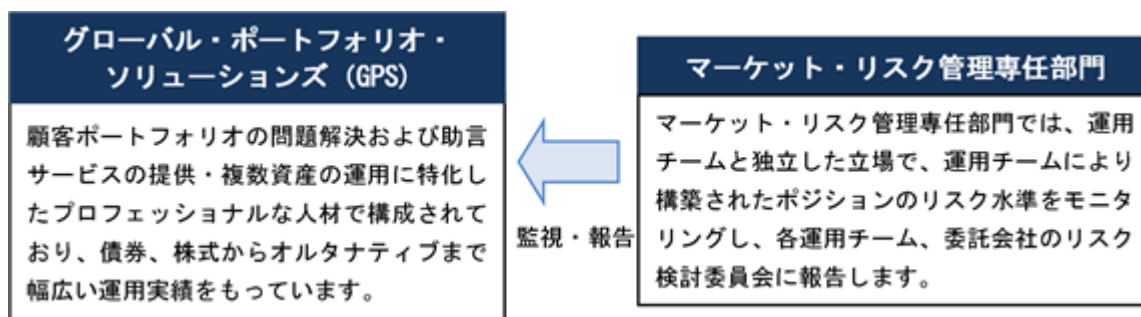 グローバル・ポートフォリオ・
ソリューションズ (GPS)
顧客ポートフォリオの問題解決および助言
サービスの提供・複数資産の運用に特化し
たプロフェッショナルな人材で構成されて
おり、債券、株式からオルタナティブまで
幅広い運用実績をもっています。
監視・報告
マーケット・リスク管理専任部門
マーケット・リスク管理専任部門では、運用
チームと独立した立場で、運用チームにより
構築されたポジションのリスク水準をモニタ
リングし、各運用チーム、委託会社のリスク
検討委員会に報告します。